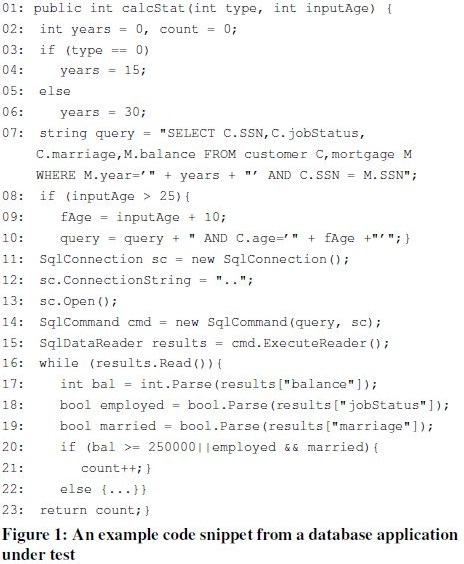 01: public int calcStat(int type, int inputAge) {
02: int years = 0, count = 0;
03: if (type == 0)
04: years = 15;
05: else
06: years = 30;
07: string query = "SELECT C.SSN,C.jobStatus,
C.marriage,M.balance FROM customer C,mortgage M
WHERE M.year='" + years + "' AND C.SSN = M.SSN";
08: if (inputAge > 25){
09: fAge = inputAge + 10;
10: query = query + " AND C.age='" + fAge +"'";}
11: SqlConnection sc = new SqlConnection();
12: sc.ConnectionString = "..";
13: sc.Open();
14: SqlCommand cmd = new SqlCommand(query, sc);
15: SqlDataReader results = cmd.ExecuteReader();
16: while (results.Read()){
17: int bal = int.Parse(results["balance"]);
18: bool employed = bool.Parse(results["jobStatus"]);
19: bool married = bool.Parse(results["marriage"]);
20: if (bal >= 250000||employed && married){
21: count++;}
22: else {...}}
23: return count;}
Figure 1: An example code snippet from a database application
under test